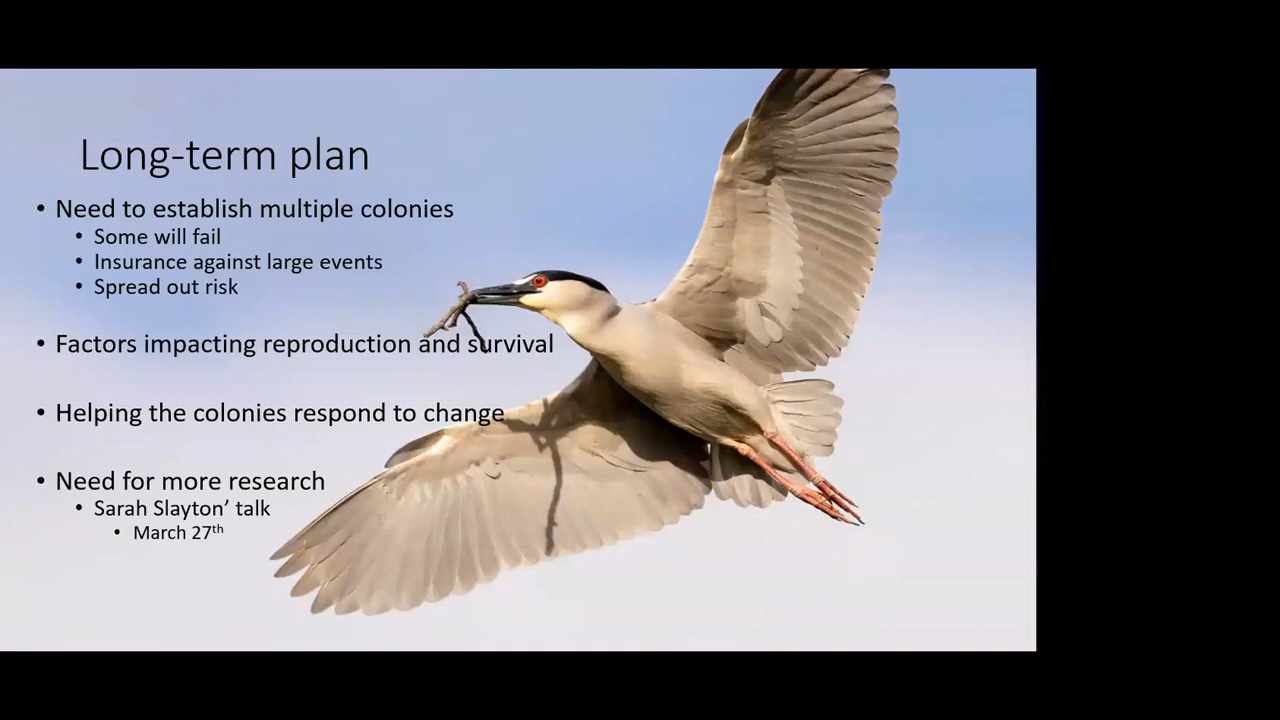 Long-term plan
• Need to establish multiple colonies
• Some will fail
• Insurance against large events
• Spread out risk
• Factors impacting reproduction and survival
• Helping the colonies respond to change
• Need for more research
• Sarah Slayton’ talk
• March 27th